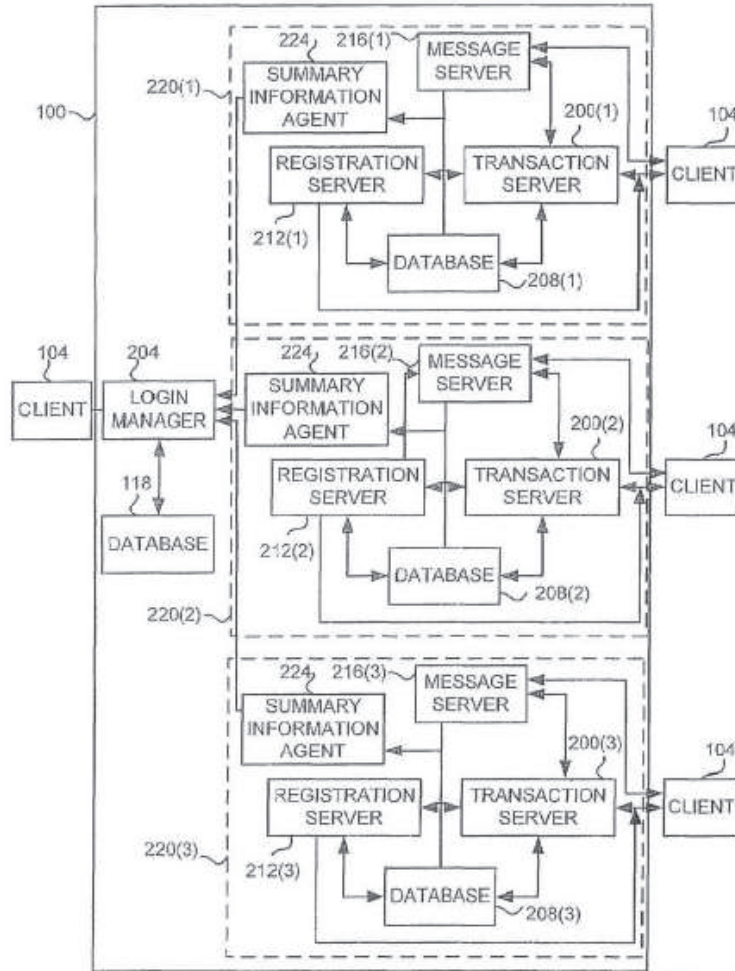 224
216(1)
MESSAGE
SERVER
220(1)
SUMMARY
INFORMATION
AGENT
100
200(1)
104
REGISTRATION
SERVER
TRANSACTION
SERVER
CLIENT
212(1)
DATABASE
208(1)
104
204
224
216(2)
MESSAGE
SERVER
CLIENT
LOGIN
MANAGER
SUMMARY
INFORMATION
AGENT
200(2)
104
118
REGISTRATION
SERVER
TRANSACTION
SERVER
CLIENT
DATABASE
212(2)
DATABASE
208(2)
220(2)
224
216(3)
MESSAGE
SERVER
SUMMARY
INFORMATION
AGENT
200(3)
104
REGISTRATION
SERVER
TRANSACTION
SERVER
CLIENT
220(3)
212(3)
DATABASE
208(3)